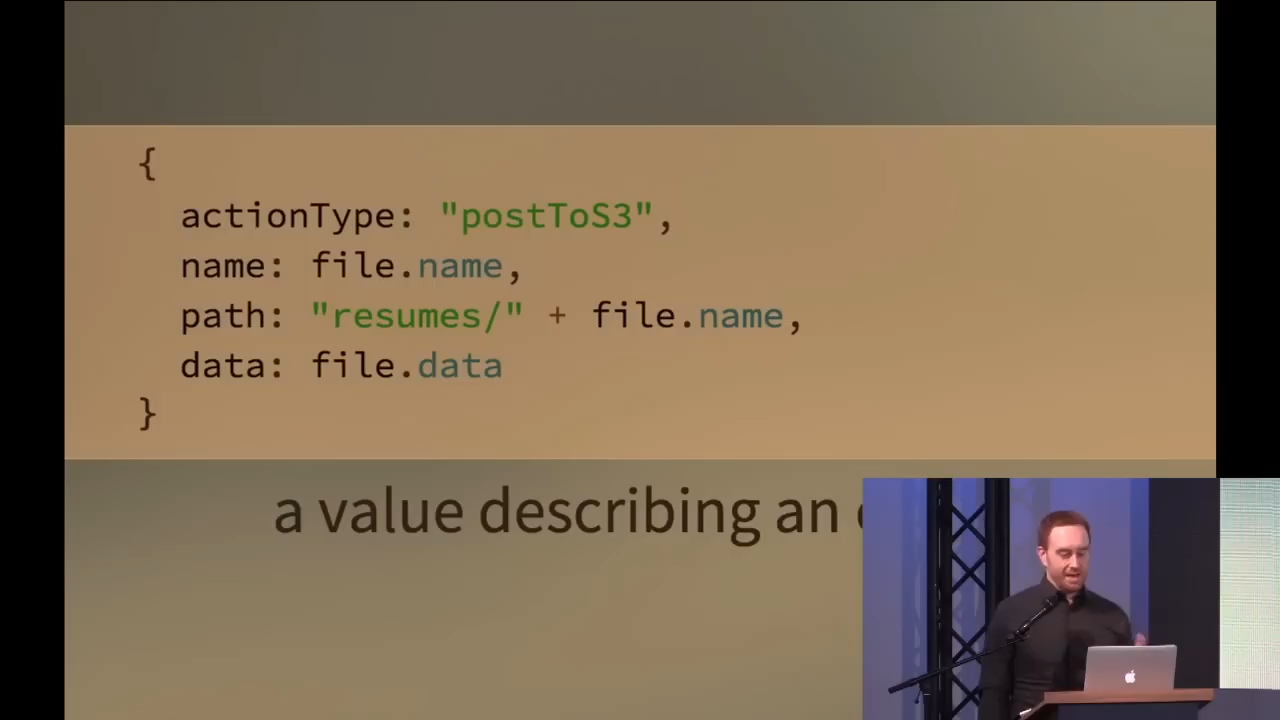 {
actionType: "postToS3",
name: file.name,
path: "resumes/" + file.name,
data: file.data
}
a value describing an